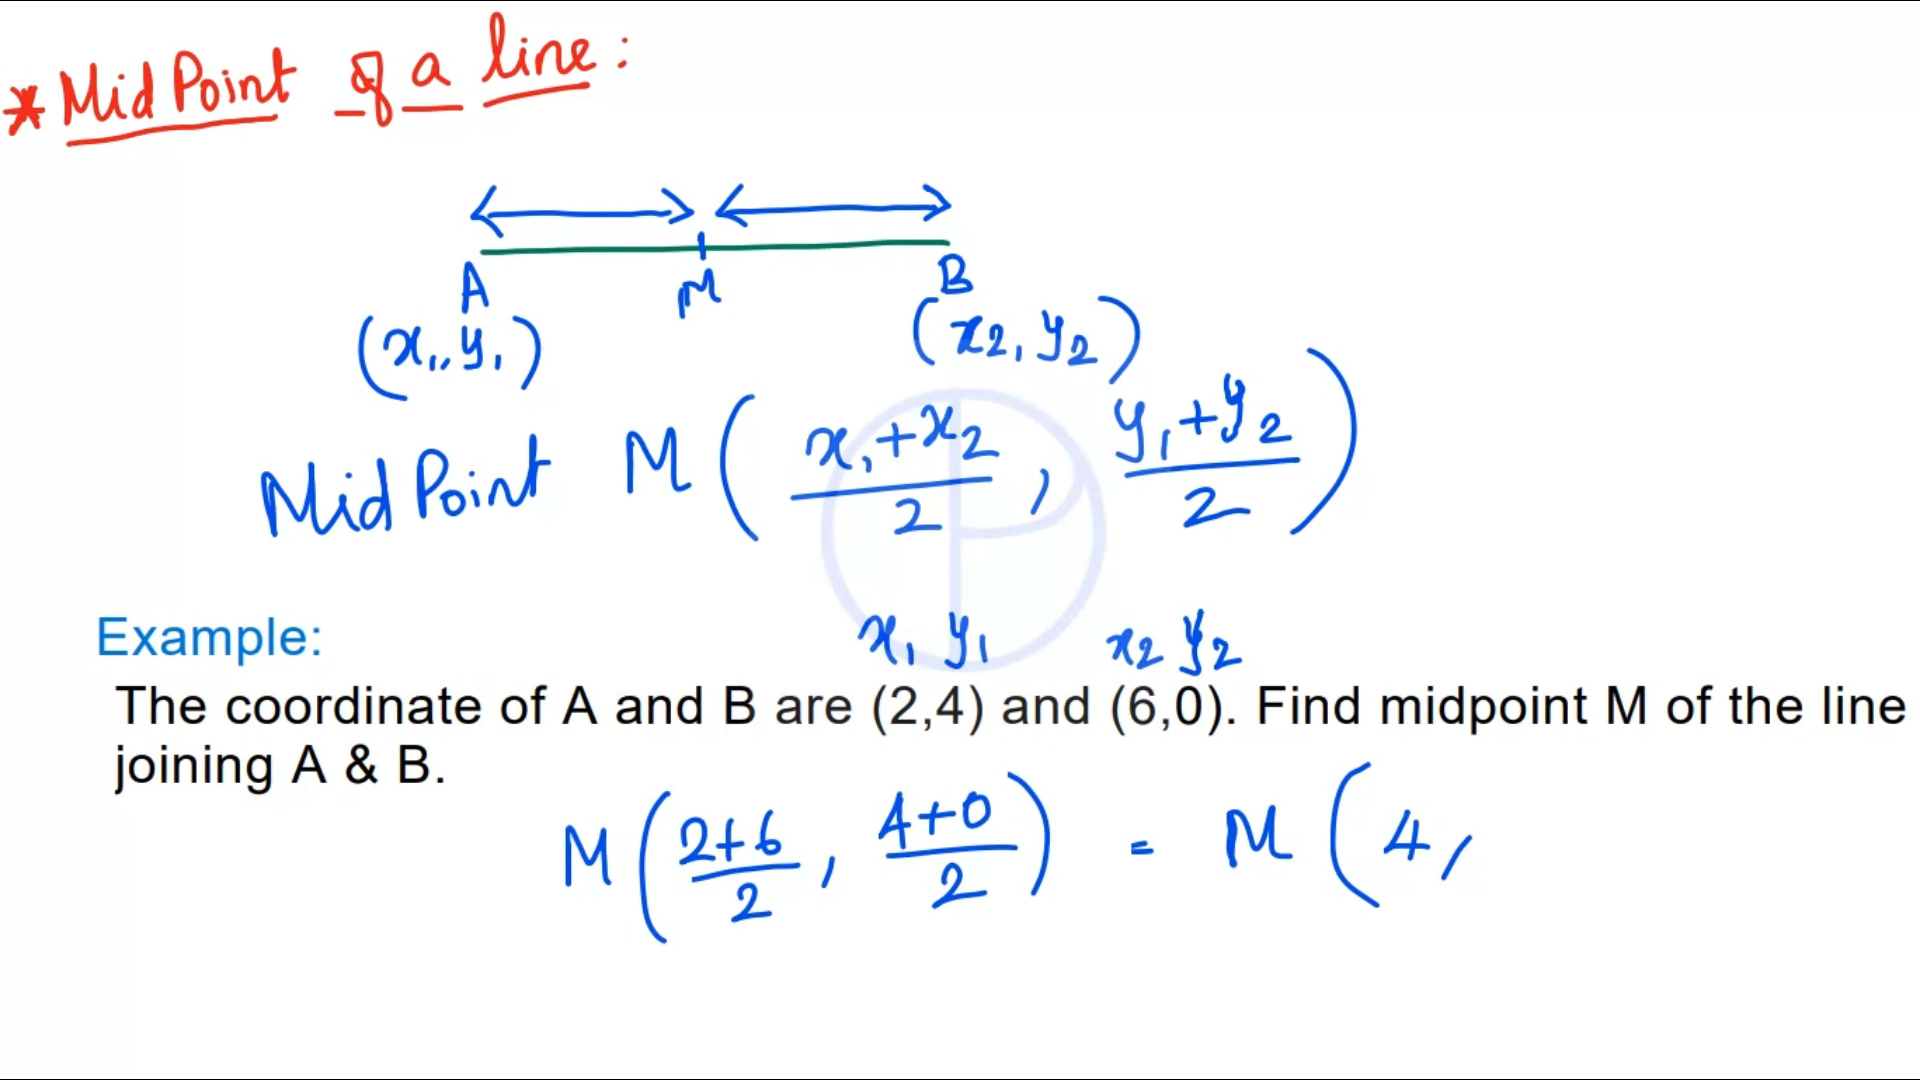 * Mid Point of a line:
A M B
(x₁, y₁) (x₂, y₂)
Mid Point M ( x₁+x₂/2 , y₁+y₂/2 )
Example:
x₁ y₁ x₂ y₂
The coordinate of A and B are (2,4) and (6,0). Find midpoint M of the line
joining A & B.
M ( 2+6/2 , 4+0/2 ) = M ( 4,